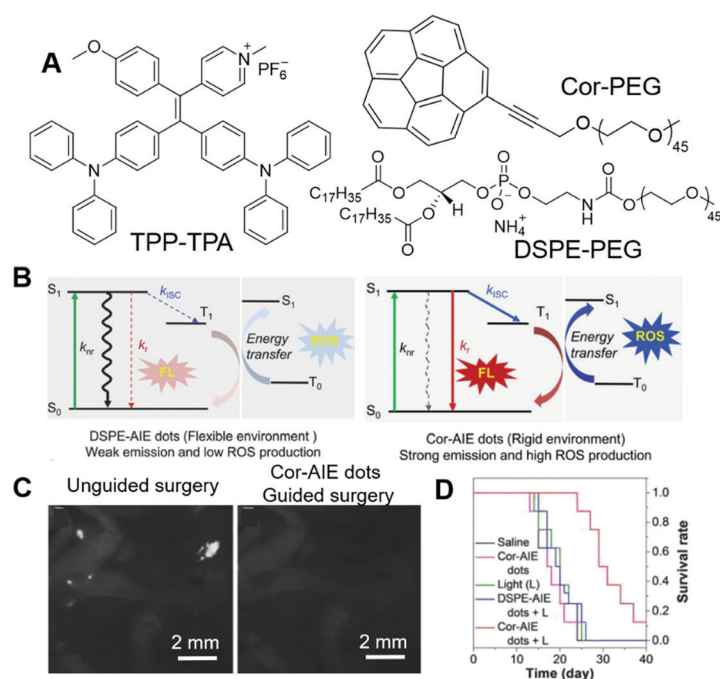 A
O
N+
PF6−
N
N
TPP-TPA
Cor-PEG
O
O
45
O
C17H35
O
O
O
P
O−
O
N
H
O
O
O
O
45
C17H35
O
H
O
NH4+
DSPE-PEG
B
S1
kISC
T1
S1
knr
kr
FL
Energy
transfer
ROS
T0
S0
DSPE-AIE dots (Flexible environment )
Weak emission and low ROS production
S1
kISC
T1
S1
knr
kr
FL
Energy
transfer
ROS
T0
S0
Cor-AIE dots (Rigid environment)
Strong emission and high ROS production
C
Unguided surgery
2 mm
Cor-AIE dots
Guided surgery
2 mm
D
Saline
Cor-AIE
dots
Light (L)
DSPE-AIE
dots + L
Cor-AIE
dots + L
1.0
0.8
0.6
0.4
0.2
0.0
Survival rate
0 10 20 30 40
Time (day)